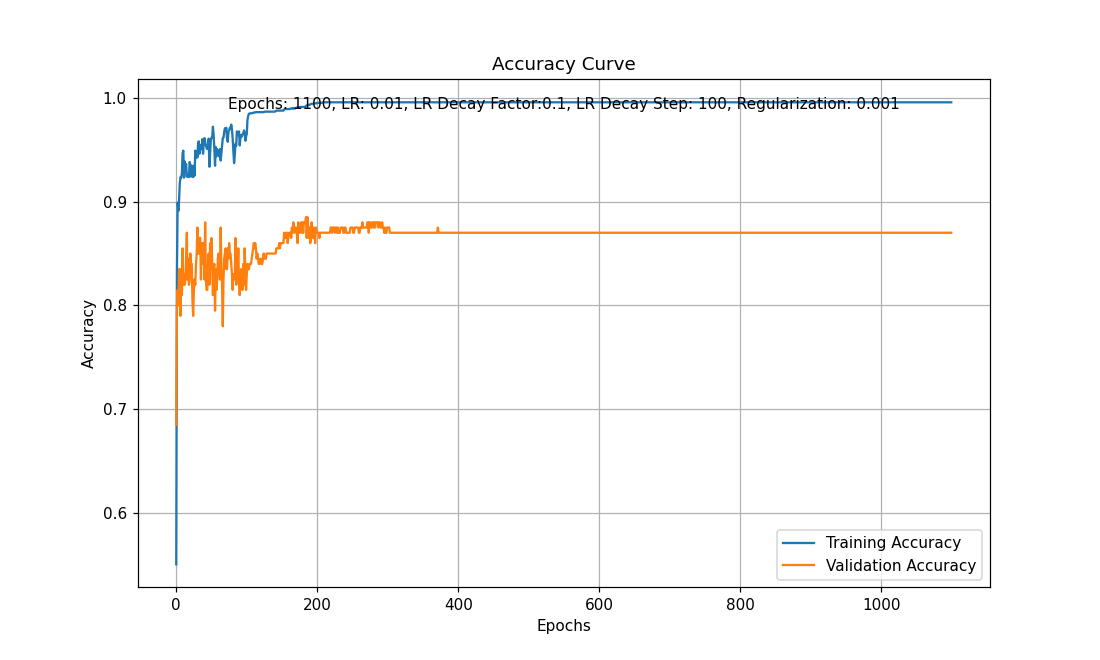 Accuracy Curve
Epochs: 1100, LR: 0.01, LR Decay Factor:0.1, LR Decay Step: 100, Regularization: 0.001
1.0
0.9
0.8
0.7
0.6
Accuracy
Training Accuracy
Validation Accuracy
0 200 400 600 800 1000
Epochs